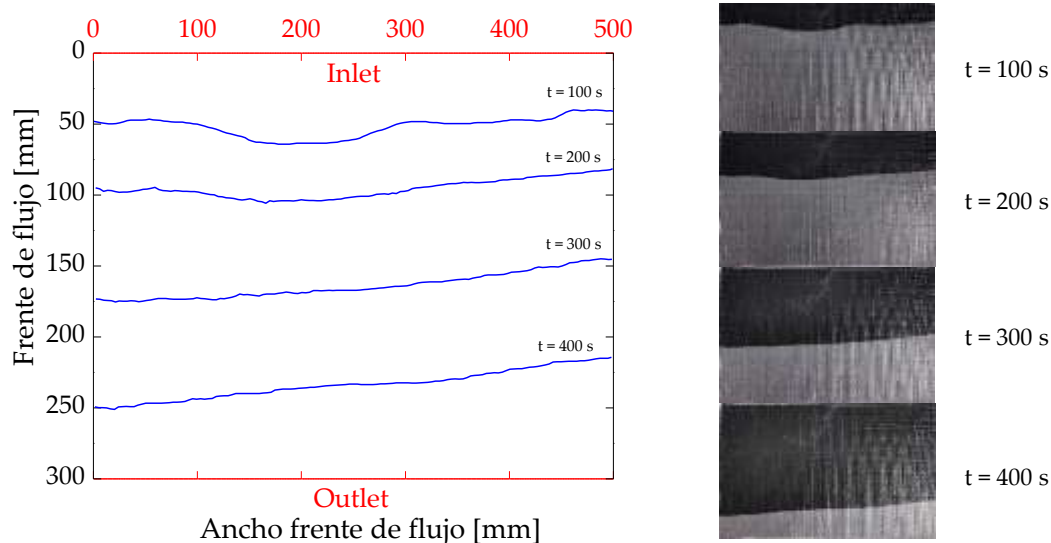 0 100 200 300 400 500
Inlet
0
50
100
150
200
250
300
Frente de flujo [mm]
t = 100 s
t = 200 s
t = 300 s
t = 400 s
Outlet
Ancho frente de flujo [mm]
t = 100 s
t = 200 s
t = 300 s
t = 400 s